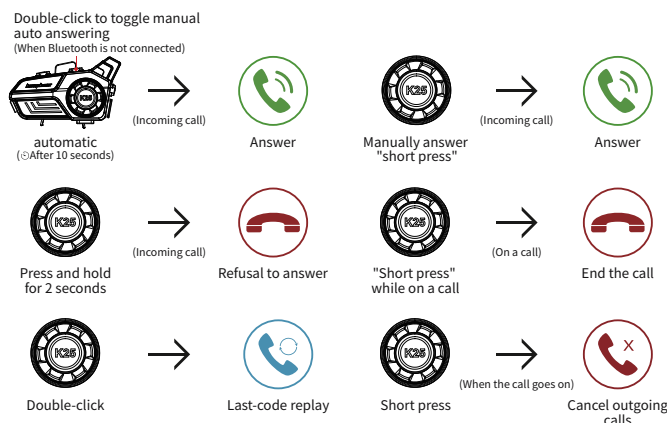 Double-click to toggle manual
auto answering
(When Bluetooth is not connected)
K25
(Incoming call)
automatic
(⏲After 10 seconds)
Answer
K25
(Incoming call)
Manually answer
"short press"
Answer
K25
(Incoming call)
Press and hold
for 2 seconds
Refusal to answer
K25
(On a call)
"Short press"
while on a call
End the call
K25
Double-click
Last-code replay
K25
(When the call goes on)
Short press
X
Cancel outgoing
calls